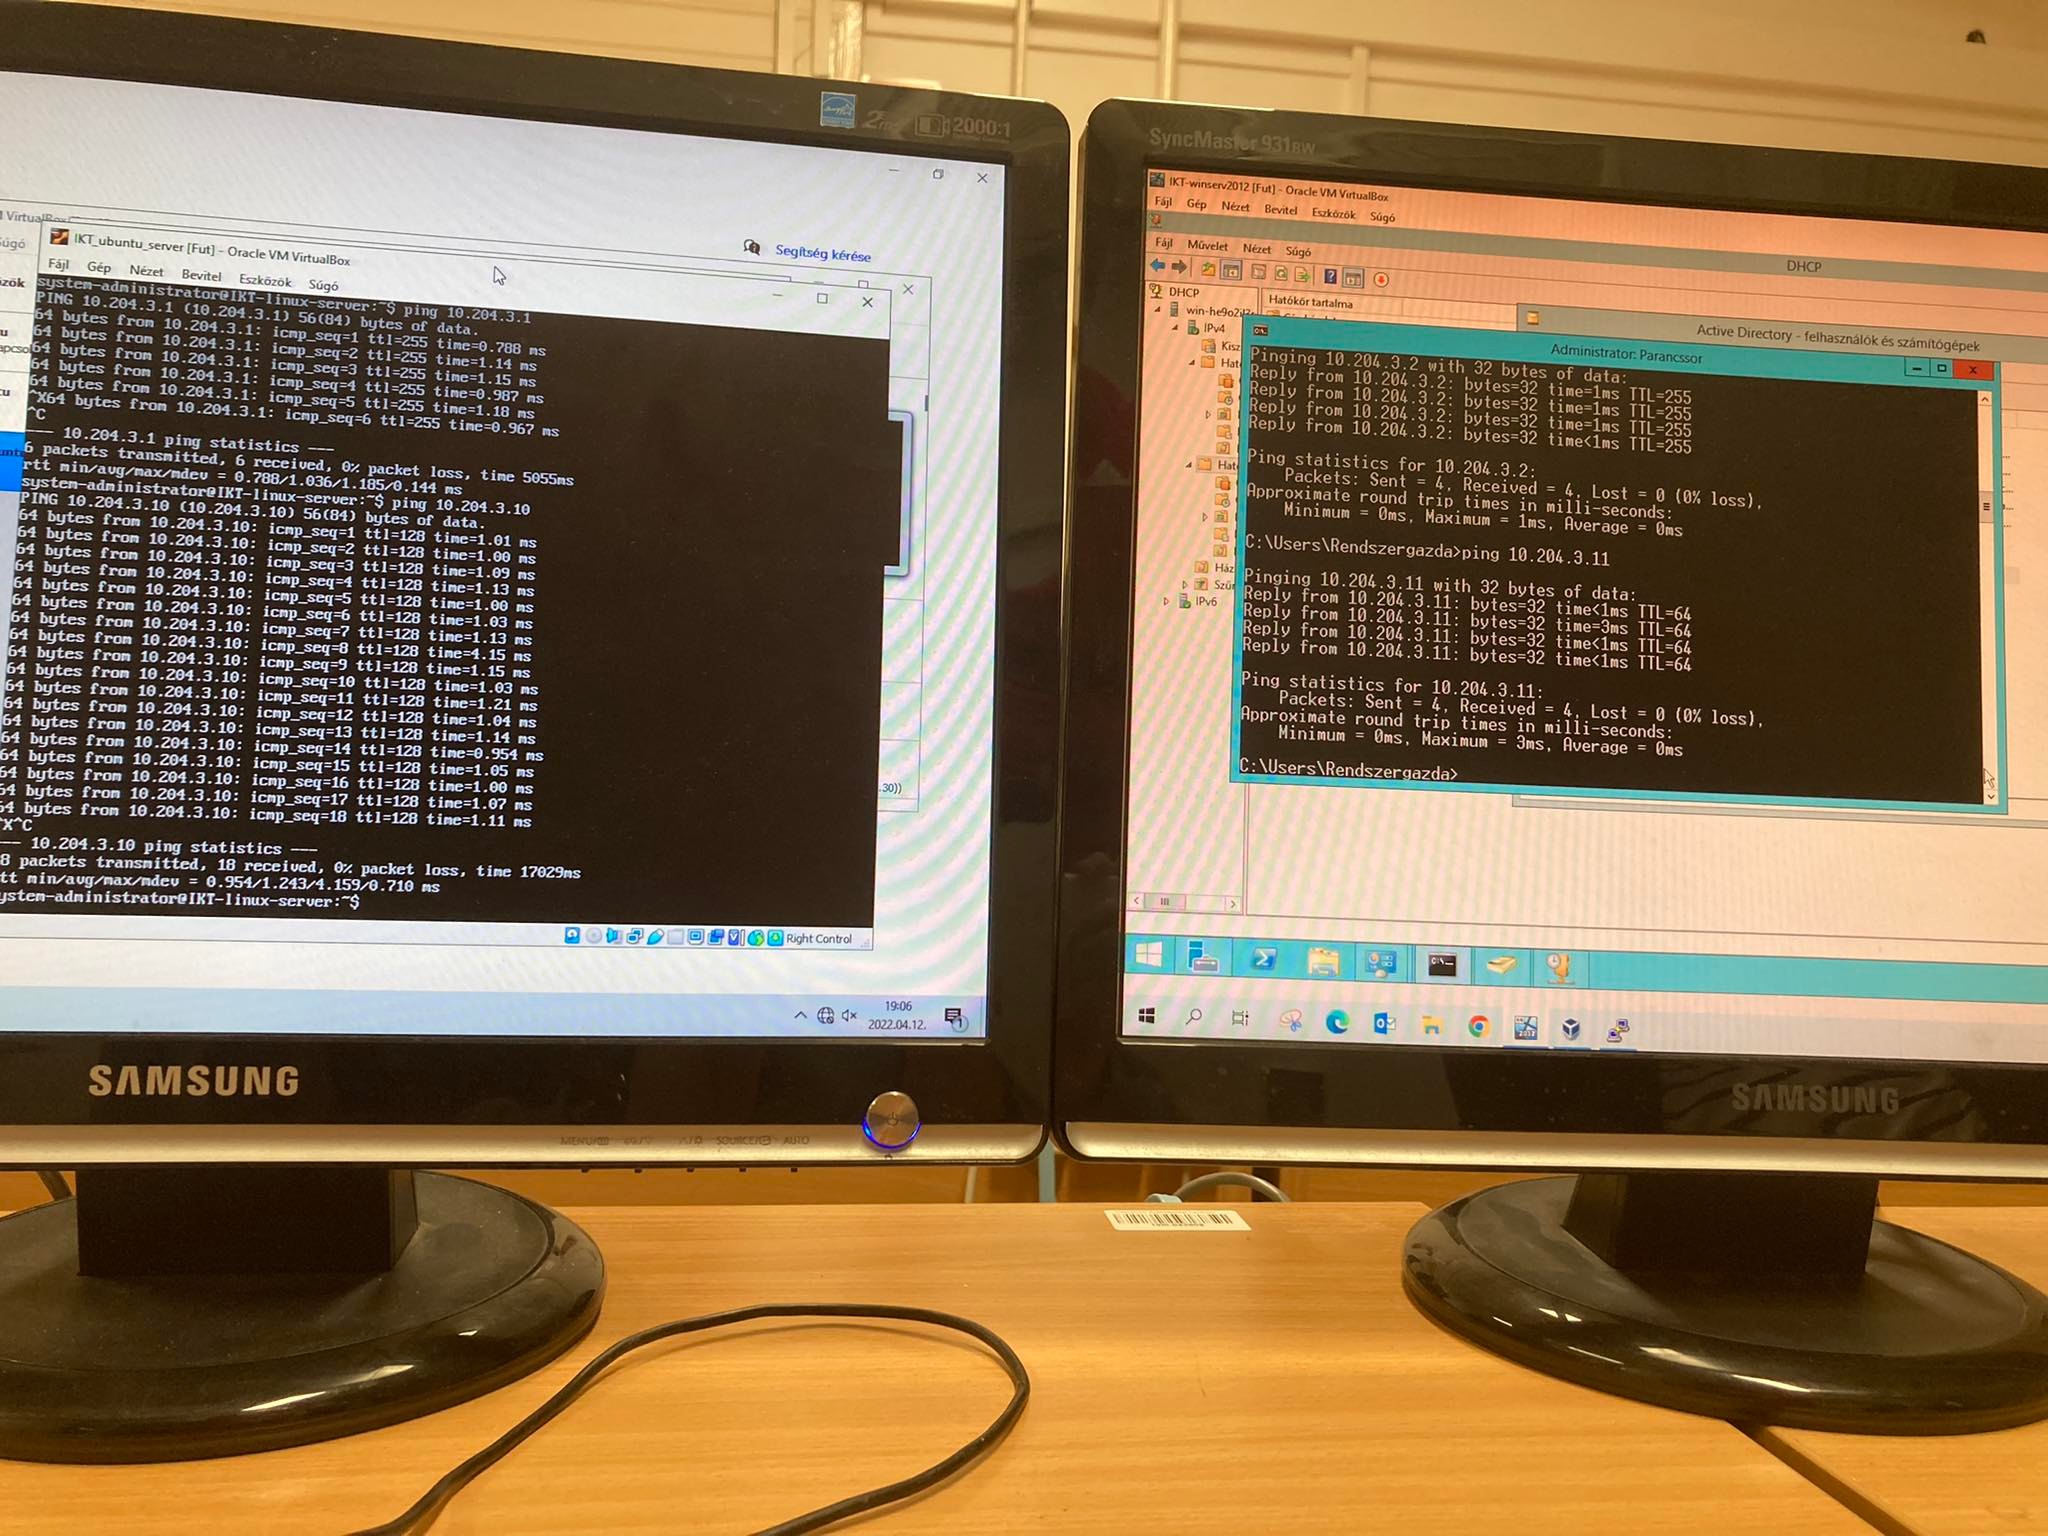 2000:1
Segítség kérése
Súgó
IKT_ubuntu_server [Fut] - Oracle VM VirtualBox
Fájl Gép Nézet Bevitel Eszközök Súgó
system-administrator@IKT-linux-server:~$ ping 10.204.3.1
PING 10.204.3.1 (10.204.3.1) 56(84) bytes of data.
64 bytes from 10.204.3.1: icmp_seq=1 ttl=255 time=0.788 ms
64 bytes from 10.204.3.1: icmp_seq=2 ttl=255 time=1.14 ms
64 bytes from 10.204.3.1: icmp_seq=3 ttl=255 time=1.15 ms
64 bytes from 10.204.3.1: icmp_seq=4 ttl=255 time=0.987 ms
64 bytes from 10.204.3.1: icmp_seq=5 ttl=255 time=1.18 ms
^X64 bytes from 10.204.3.1: icmp_seq=6 ttl=255 time=0.967 ms
^C
--- 10.204.3.1 ping statistics ---
6 packets transmitted, 6 received, 0% packet loss, time 5055ms
rtt min/avg/max/mdev = 0.788/1.036/1.185/0.144 ms
system-administrator@IKT-linux-server:~$ ping 10.204.3.10
PING 10.204.3.10 (10.204.3.10) 56(84) bytes of data.
64 bytes from 10.204.3.10: icmp_seq=1 ttl=128 time=1.01 ms
64 bytes from 10.204.3.10: icmp_seq=2 ttl=128 time=1.00 ms
64 bytes from 10.204.3.10: icmp_seq=3 ttl=128 time=1.09 ms
64 bytes from 10.204.3.10: icmp_seq=4 ttl=128 time=1.13 ms
64 bytes from 10.204.3.10: icmp_seq=5 ttl=128 time=1.00 ms
64 bytes from 10.204.3.10: icmp_seq=6 ttl=128 time=1.03 ms
64 bytes from 10.204.3.10: icmp_seq=7 ttl=128 time=1.13 ms
64 bytes from 10.204.3.10: icmp_seq=8 ttl=128 time=4.15 ms
64 bytes from 10.204.3.10: icmp_seq=9 ttl=128 time=1.15 ms
64 bytes from 10.204.3.10: icmp_seq=10 ttl=128 time=1.03 ms
64 bytes from 10.204.3.10: icmp_seq=11 ttl=128 time=1.21 ms
64 bytes from 10.204.3.10: icmp_seq=12 ttl=128 time=1.04 ms
64 bytes from 10.204.3.10: icmp_seq=13 ttl=128 time=1.14 ms
64 bytes from 10.204.3.10: icmp_seq=14 ttl=128 time=0.954 ms
64 bytes from 10.204.3.10: icmp_seq=15 ttl=128 time=1.05 ms
64 bytes from 10.204.3.10: icmp_seq=16 ttl=128 time=1.00 ms
64 bytes from 10.204.3.10: icmp_seq=17 ttl=128 time=1.07 ms
64 bytes from 10.204.3.10: icmp_seq=18 ttl=128 time=1.11 ms
^X^C
--- 10.204.3.10 ping statistics ---
8 packets transmitted, 18 received, 0% packet loss, time 17029ms
tt min/avg/max/mdev = 0.954/1.243/4.159/0.710 ms
ystem-administrator@IKT-linux-server:~$
.30))
Right Control
19:06
2022.04.12.
1
SAMSUNG
MENU SOURCE AUTO
SyncMaster 931BW
IKT-winserv2012 [Fut] - Oracle VM VirtualBox
Fájl Gép Nézet Bevitel Eszközök Súgó
DHCP
Fájl Művelet Nézet Súgó
DHCP
Hatókör tartalma
IPv4
Kisz
Ható
Ható
Ház
Szűr
IPv6
Active Directory - felhasználók és számítógépek
Administrator: Parancssor
Pinging 10.204.3.2 with 32 bytes of data:
Reply from 10.204.3.2: bytes=32 time=1ms TTL=255
Reply from 10.204.3.2: bytes=32 time=1ms TTL=255
Reply from 10.204.3.2: bytes=32 time=1ms TTL=255
Reply from 10.204.3.2: bytes=32 time<1ms TTL=255
Ping statistics for 10.204.3.2:
Packets: Sent = 4, Received = 4, Lost = 0 (0% loss),
Approximate round trip times in milli-seconds:
Minimum = 0ms, Maximum = 1ms, Average = 0ms
C:\Users\Rendszergazda>ping 10.204.3.11
Pinging 10.204.3.11 with 32 bytes of data:
Reply from 10.204.3.11: bytes=32 time<1ms TTL=64
Reply from 10.204.3.11: bytes=32 time=3ms TTL=64
Reply from 10.204.3.11: bytes=32 time<1ms TTL=64
Reply from 10.204.3.11: bytes=32 time<1ms TTL=64
Ping statistics for 10.204.3.11:
Packets: Sent = 4, Received = 4, Lost = 0 (0% loss),
Approximate round trip times in milli-seconds:
Minimum = 0ms, Maximum = 3ms, Average = 0ms
C:\Users\Rendszergazda>
SAMSUNG